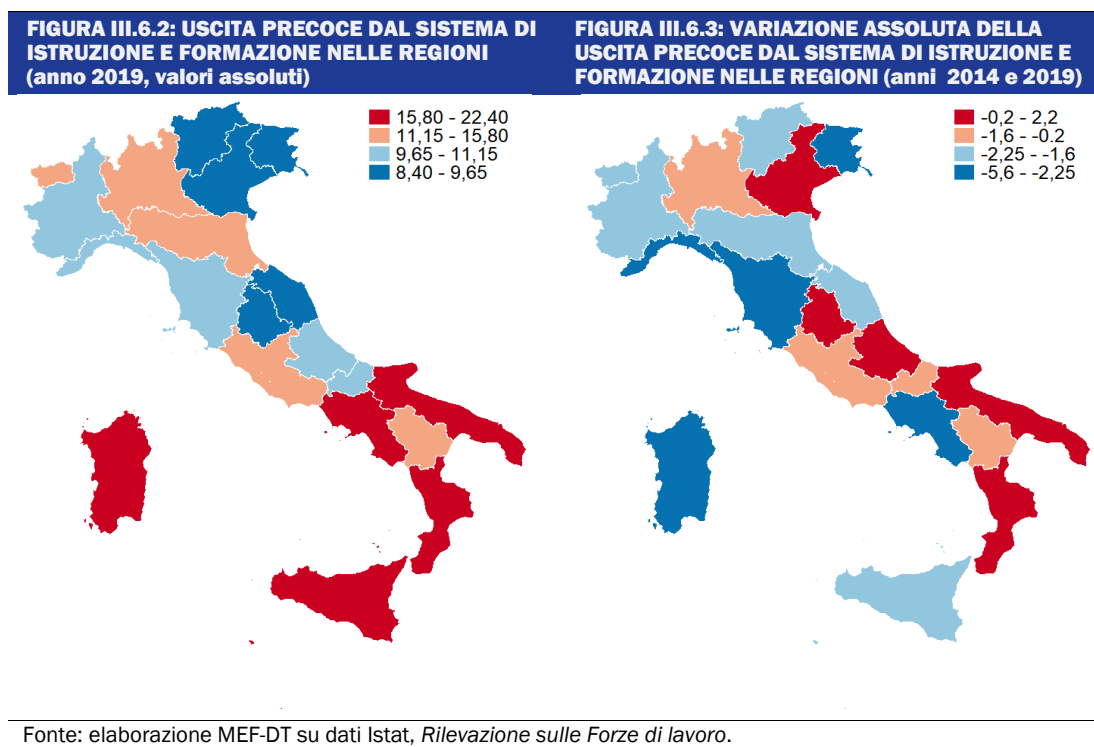 FIGURA III.6.2: USCITA PRECOCE DAL SISTEMA DI
ISTRUZIONE E FORMAZIONE NELLE REGIONI
(anno 2019, valori assoluti)
15,80 - 22,40
11,15 - 15,80
9,65 - 11,15
8,40 - 9,65
FIGURA III.6.3: VARIAZIONE ASSOLUTA DELLA
USCITA PRECOCE DAL SISTEMA DI ISTRUZIONE E
FORMAZIONE NELLE REGIONI (anni 2014 e 2019)
-0,2 - 2,2
-1,6 - -0.2
-2,25 - -1,6
-5,6 - -2,25
Fonte: elaborazione MEF-DT su dati Istat, Rilevazione sulle Forze di lavoro.